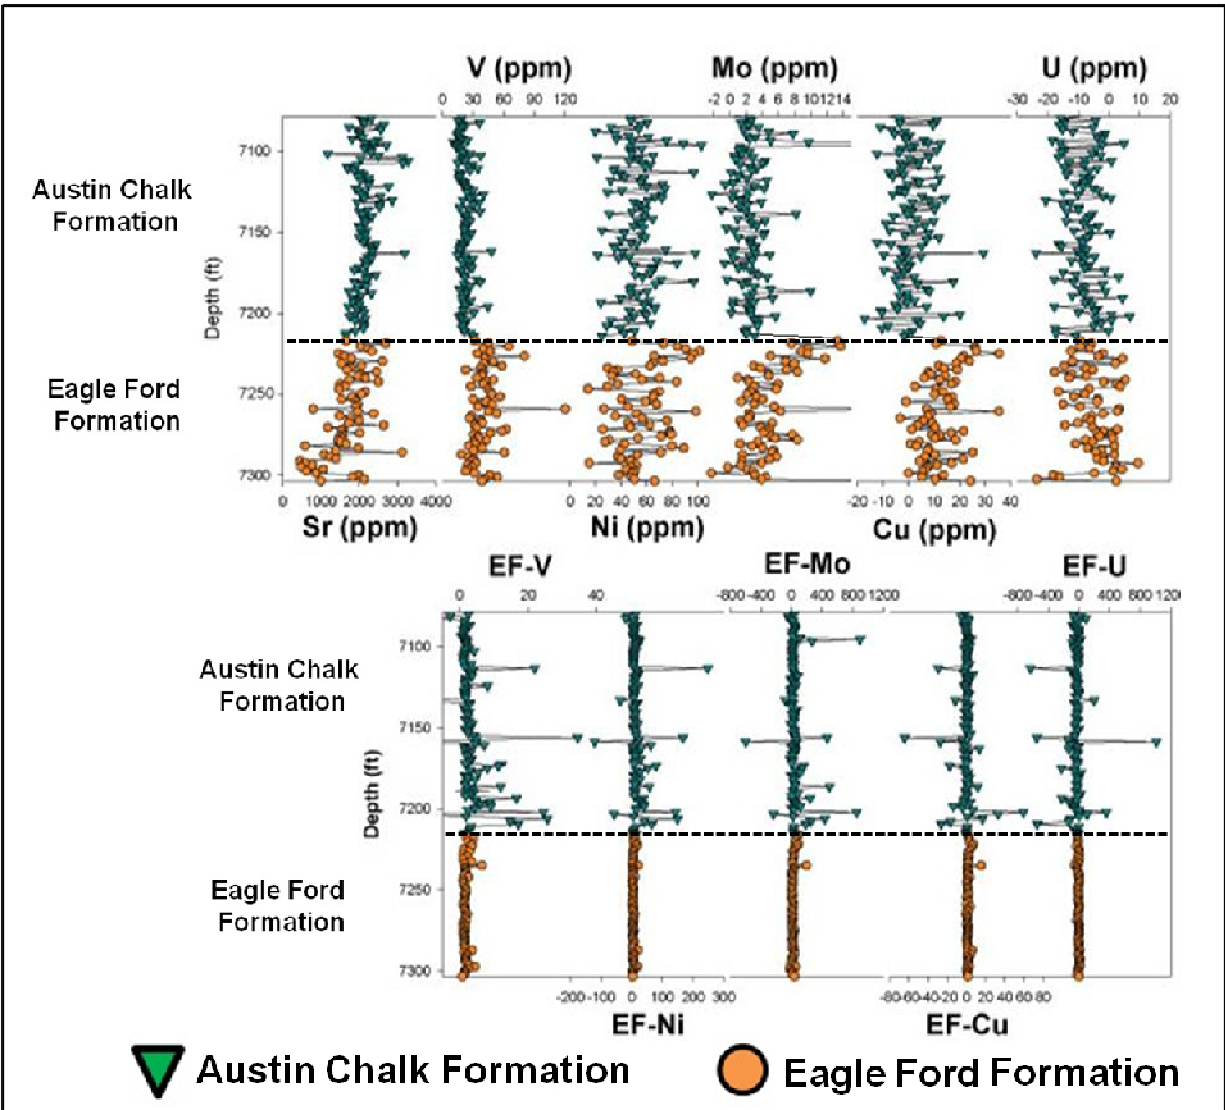 V (ppm) Mo (ppm) U (ppm)
0 30 60 90 120 -2 0 2 4 6 8 101214 -30 -20 -10 0 10 20
Austin Chalk
Formation
Eagle Ford
Formation
Depth (ft)
7100
7150
7200
7250
7300
0 1000 2000 3000 4000 0 20 40 60 80 100 -20 -10 0 10 20 30 40
Sr (ppm) Ni (ppm) Cu (ppm)
EF-V EF-Mo EF-U
0 20 40 -800-400 0 400 800 1200 -800-400 0 400 800 120
Austin Chalk
Formation
Eagle Ford
Formation
Depth (ft)
7100
7150
7200
7250
7300
-200-100 0 100 200 300 -80-60-40-20 0 20 40 60 80
EF-Ni EF-Cu
Austin Chalk Formation Eagle Ford Formation